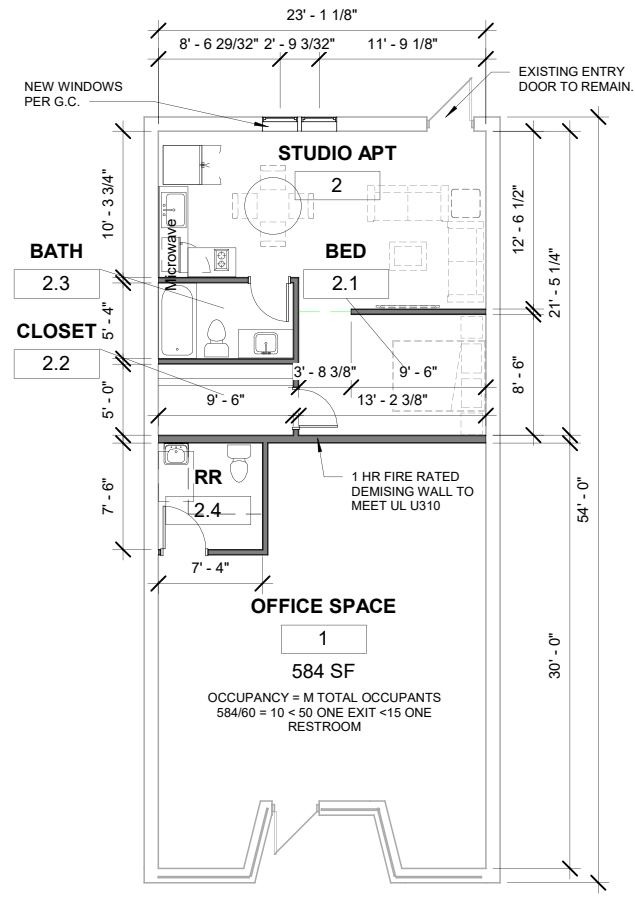 23' - 1 1/8"
8' - 6 29/32" 2' - 9 3/32" 11' - 9 1/8"
NEW WINDOWS
PER G.C.
EXISTING ENTRY
DOOR TO REMAIN.
STUDIO APT
2
10' - 3 3/4"
Microwave
12' - 6 1/2"
21' - 5 1/4"
BATH
2.3
BED
2.1
5' - 4"
CLOSET
2.2
3' - 8 3/8" 9' - 6"
8' - 6"
5' - 0"
9' - 6" 13' - 2 3/8"
RR
2.4
7' - 6"
1 HR FIRE RATED
DEMISING WALL TO
MEET UL U310
54' - 0"
7' - 4"
OFFICE SPACE
1
584 SF
OCCUPANCY = M TOTAL OCCUPANTS
584/60 = 10 < 50 ONE EXIT <15 ONE
RESTROOM
30' - 0"